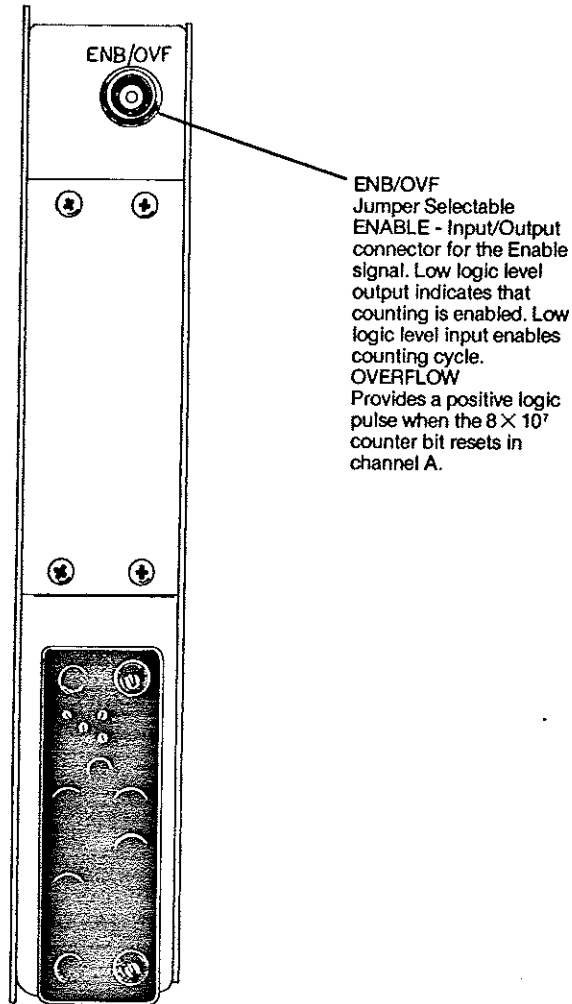 ENB/OVF
ENB/OVF
Jumper Selectable
ENABLE - Input/Output
connector for the Enable
signal. Low logic level
output indicates that
counting is enabled. Low
logic level input enables
counting cycle.
OVERFLOW
Provides a positive logic
pulse when the 8 × 10⁷
counter bit resets in
channel A.